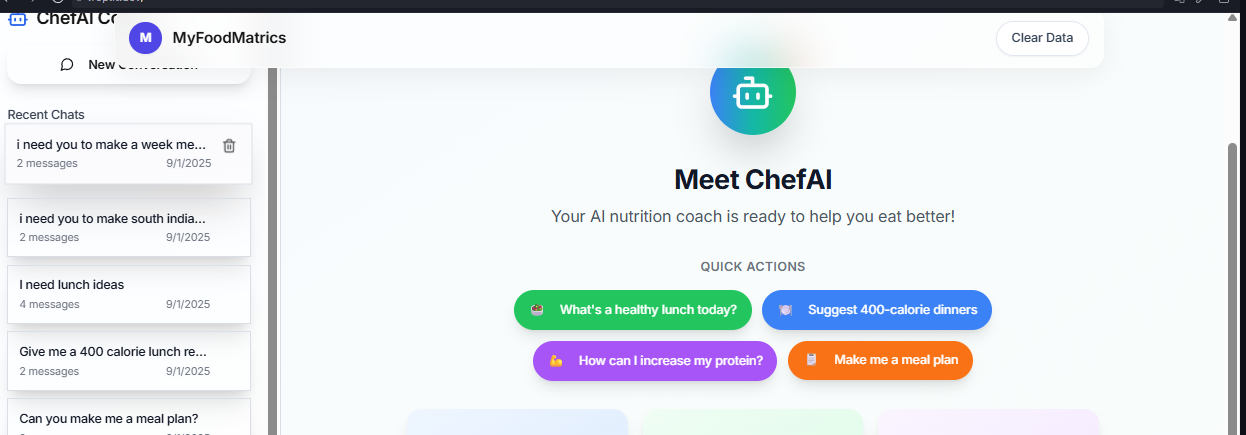 ChefAI Co
M MyFoodMatrics
Clear Data
New Conversation
Recent Chats
i need you to make a week me...
2 messages 9/1/2025
i need you to make south india...
2 messages 9/1/2025
I need lunch ideas
4 messages 9/1/2025
Give me a 400 calorie lunch re...
2 messages 9/1/2025
Can you make me a meal plan?
Meet ChefAI
Your AI nutrition coach is ready to help you eat better!
QUICK ACTIONS
What's a healthy lunch today?
Suggest 400-calorie dinners
How can I increase my protein?
Make me a meal plan